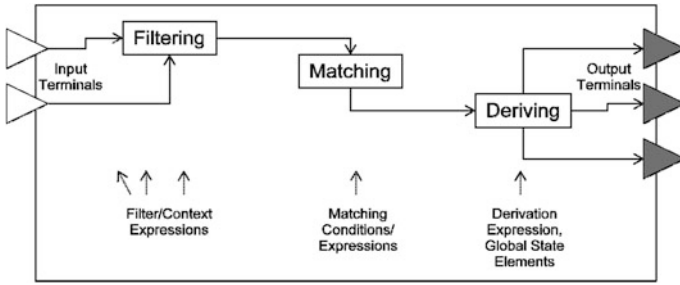 Filtering
Input
Terminals
Matching
Output
Terminals
Deriving
Filter/Context
Expressions
Matching
Conditions/
Expressions
Derivation
Expression,
Global State
Elements